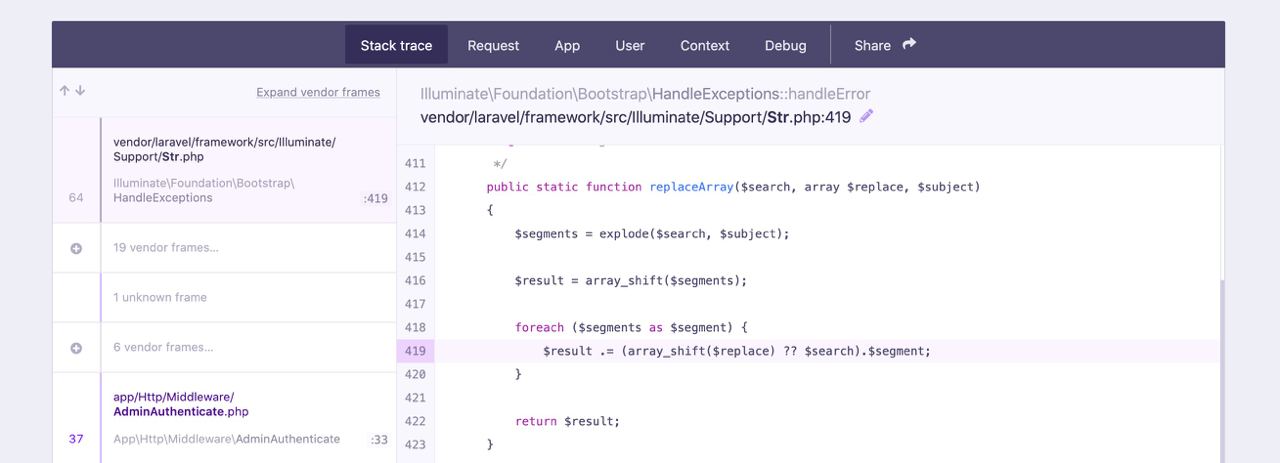 Stack trace Request App User Context Debug Share
Expand vendor frames
vendor/laravel/framework/src/Illuminate/
Support/Str.php
Illuminate\Foundation\Bootstrap\
64 HandleExceptions :419
19 vendor frames…
1 unknown frame
6 vendor frames…
app/Http/Middleware/
AdminAuthenticate.php
37 App\Http\Middleware\AdminAuthenticate :33
Illuminate\Foundation\Bootstrap\HandleExceptions::handleError
vendor/laravel/framework/src/Illuminate/Support/Str.php:419
411 */
412 public static function replaceArray($search, array $replace, $subject)
413 {
414 $segments = explode($search, $subject);
415
416 $result = array_shift($segments);
417
418 foreach ($segments as $segment) {
419 $result .= (array_shift($replace) ?? $search).$segment;
420 }
421
422 return $result;
423 }